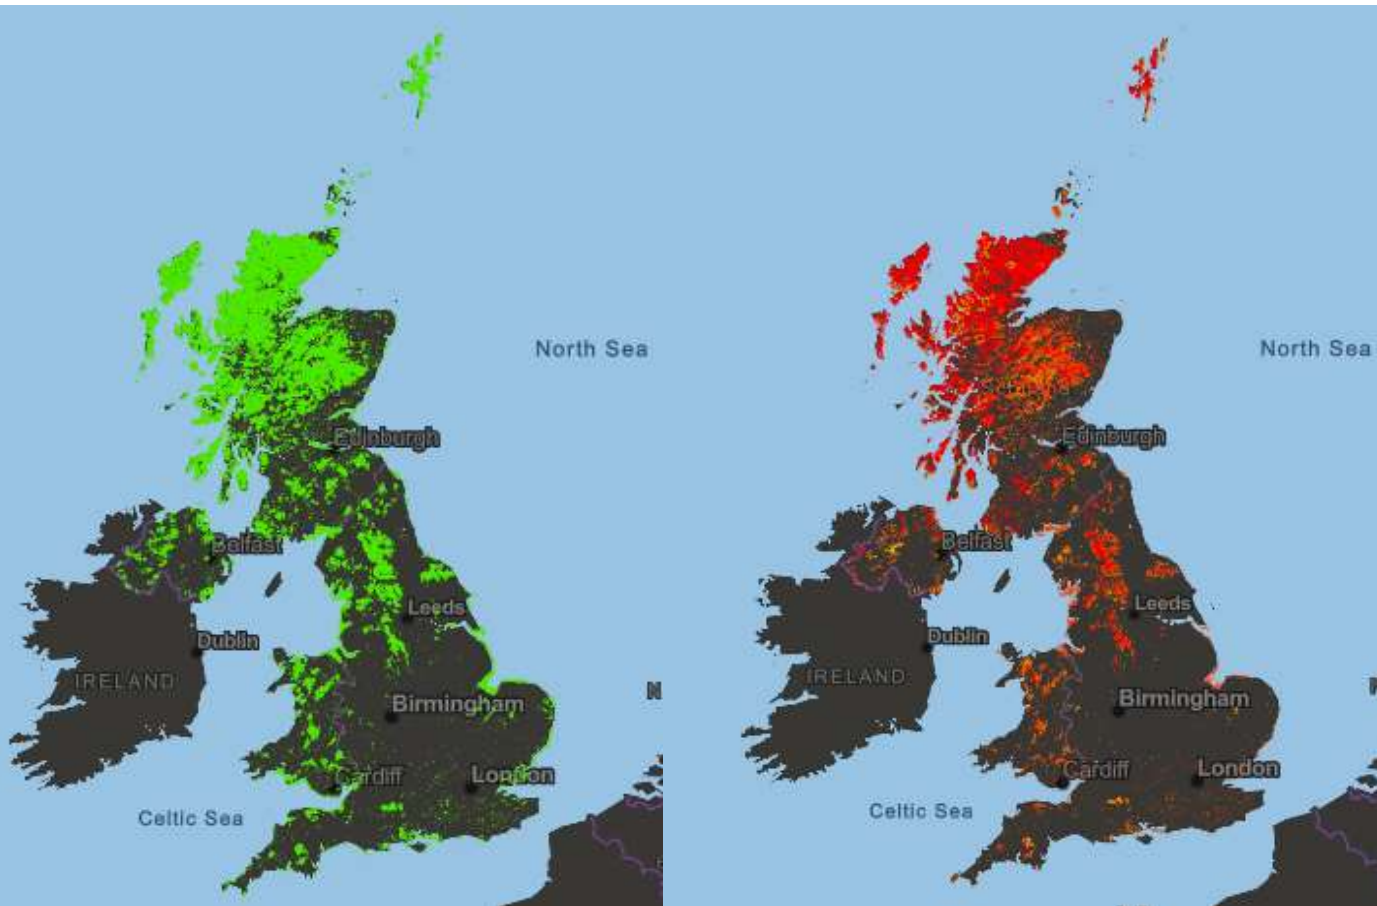 North Sea
Edinburgh
Belfast
Leeds
Dublin
IRELAND
N
Birmingham
Cardiff
London
Celtic Sea
North Sea
Edinburgh
Belfast
Leeds
Dublin
IRELAND
Birmingham
Cardiff
London
Celtic Sea